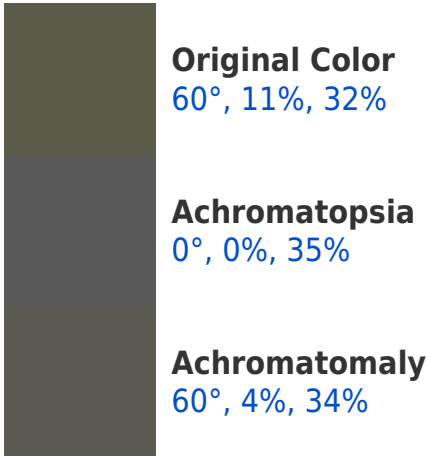 Original Color
60°, 11%, 32%
Achromatopsia
0°, 0%, 35%
Achromatomaly
60°, 4%, 34%